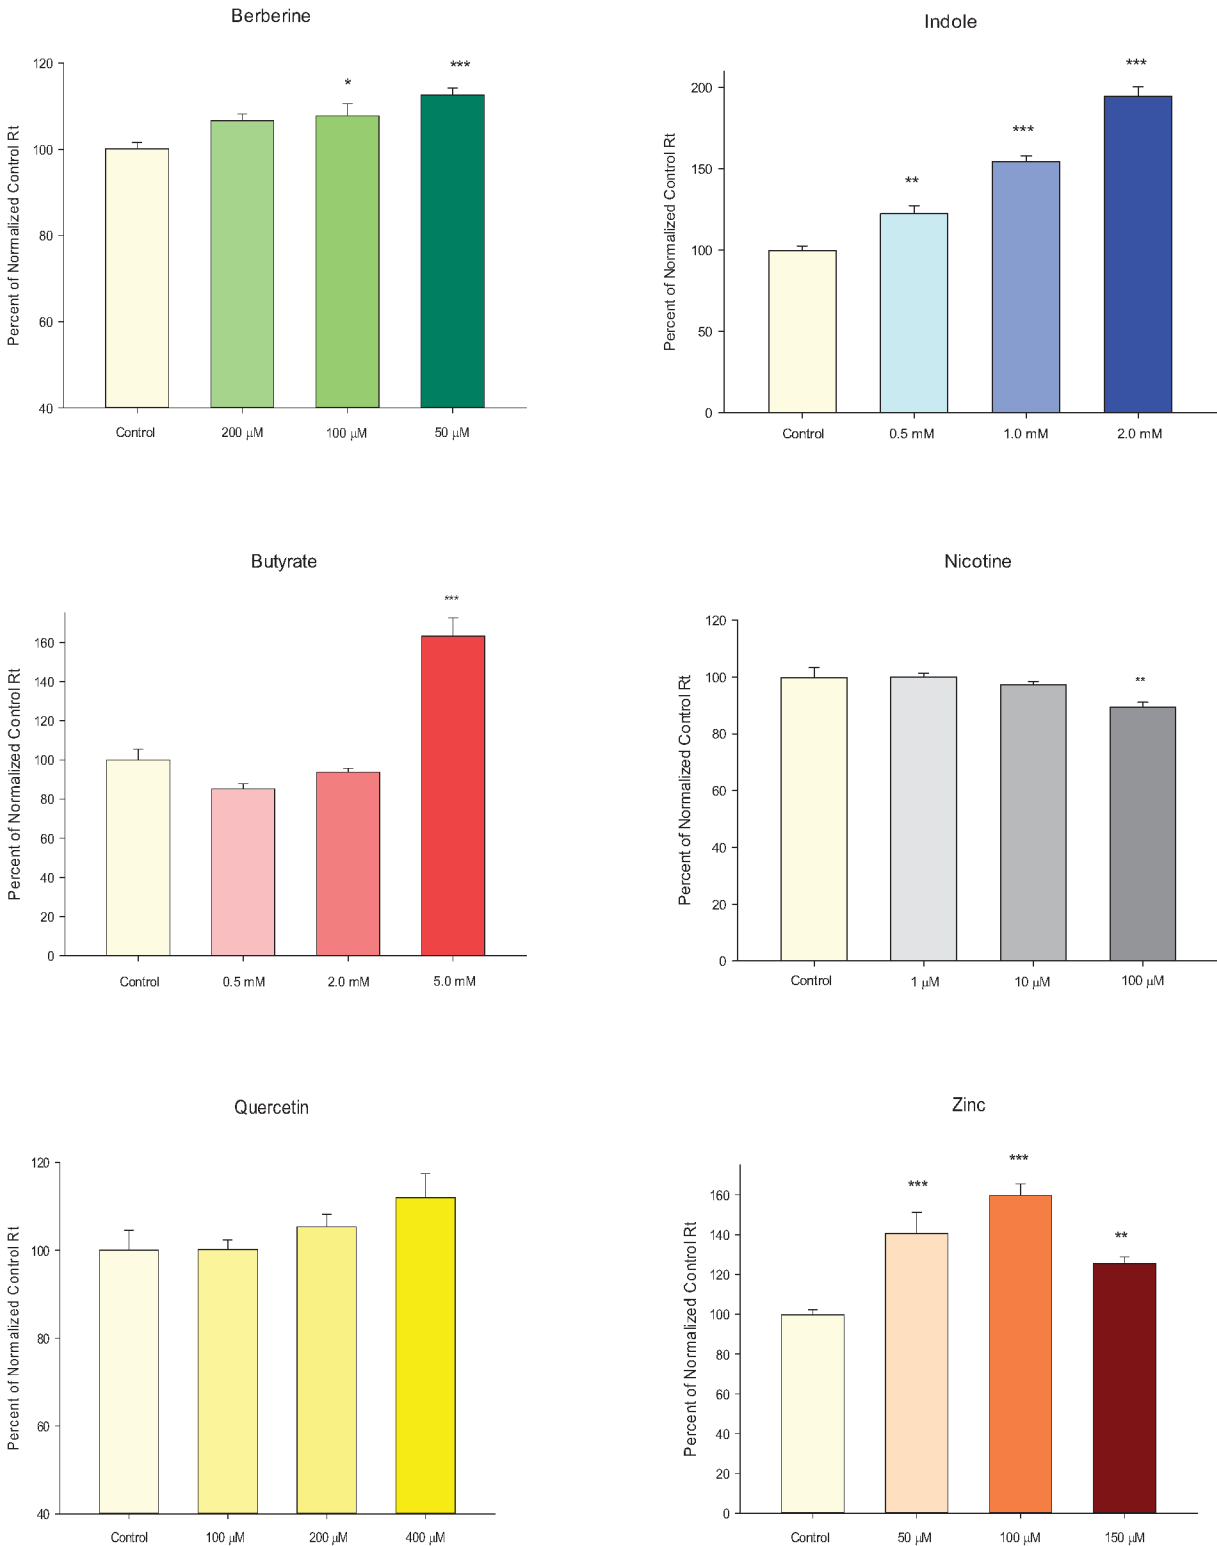 Berberine
Percent of Normalized Control Rt
120
100
80
60
40
*
***
Control 200 μM 100 μM 50 μM
Indole
Percent of Normalized Control Rt
200
150
100
50
0
**
***
***
Control 0.5 mM 1.0 mM 2.0 mM
Butyrate
Percent of Normalized Control Rt
160
140
120
100
80
60
40
20
0
***
Control 0.5 mM 2.0 mM 5.0 mM
Nicotine
Percent of Normalized Control Rt
120
100
80
60
40
20
0
**
Control 1 μM 10 μM 100 μM
Quercetin
Percent of Normalized Control Rt
120
100
80
60
40
Control 100 μM 200 μM 400 μM
Zinc
Percent of Normalized Control Rt
160
140
120
100
80
60
40
20
0
***
***
**
Control 50 μM 100 μM 150 μM